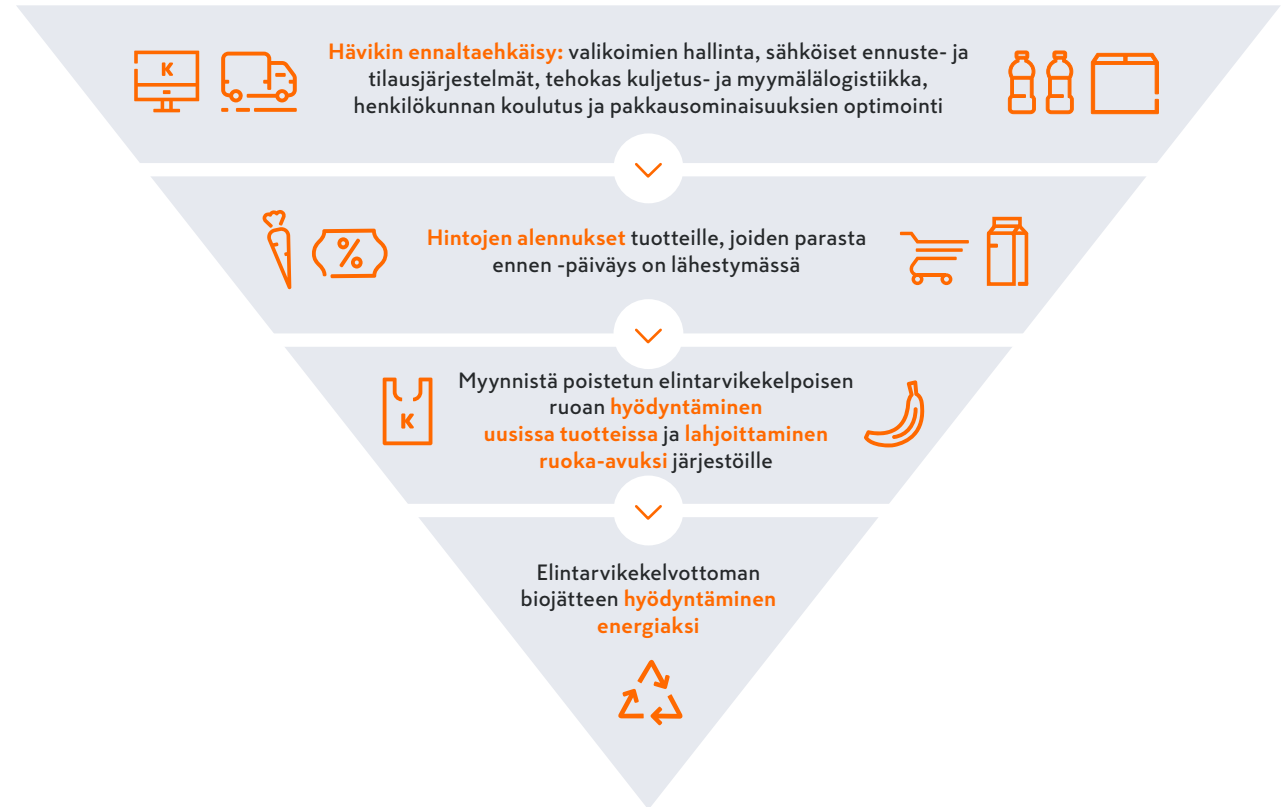 K
Hävikin ennaltaehkäisy: valikoimien hallinta, sähköiset ennuste- ja
tilausjärjestelmät, tehokas kuljetus- ja myymälälogistiikka,
henkilökunnan koulutus ja pakkausominaisuuksien optimointi
%
Hintojen alennukset tuotteille, joiden parasta
ennen -päiväys on lähestymässä
K
Myynnistä poistetun elintarvikekelpoisen
ruoan hyödyntäminen
uusissa tuotteissa ja lahjoittaminen
ruoka-avuksi järjestöille
Elintarvikekelvottoman
biojätteen hyödyntäminen
energiaksi